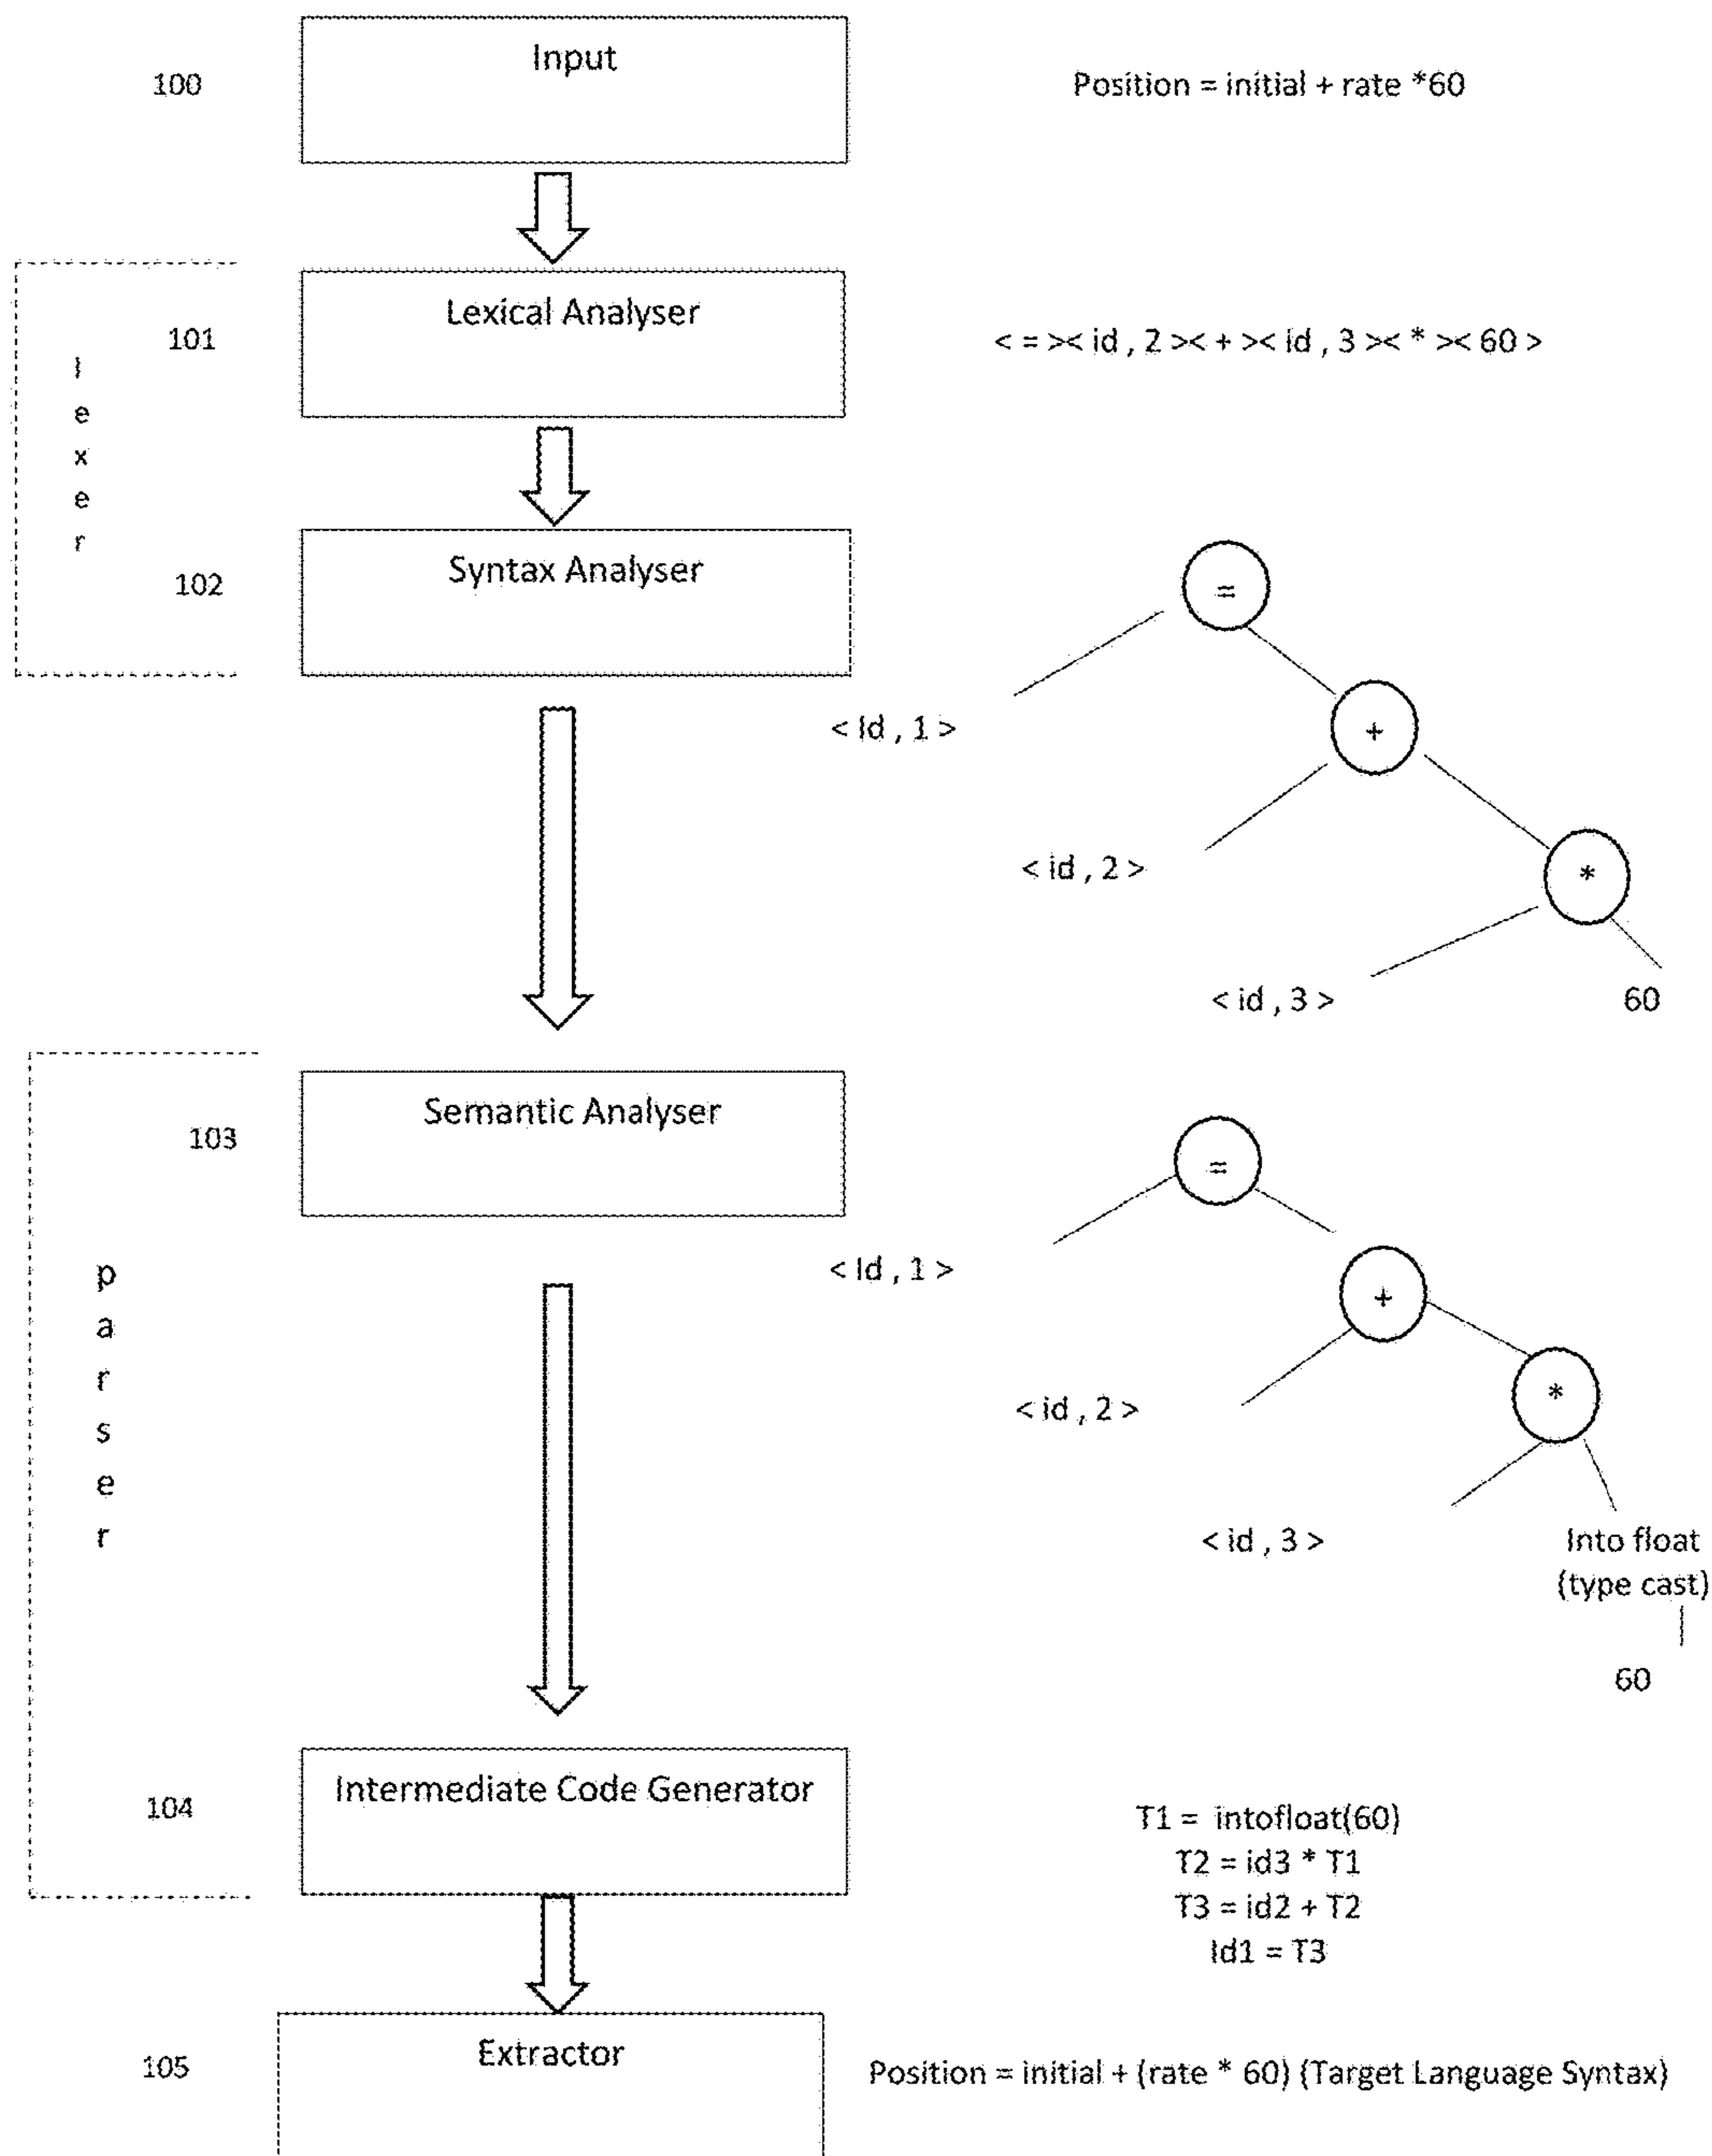 Input
100
Position = initial + rate *60
Lexical Analyser
101
< = >< id , 2 >< + >< id , 3 >< * >< 60 >
l
e
x
e
r
Syntax Analyser
102
=
< Id , 1 >
+
< id , 2 >
*
< id , 3 >
60
Semantic Analyser
103
=
< Id , 1 >
+
< id , 2 >
*
< id , 3 >
Into float
(type cast)
60
p
a
r
s
e
r
Intermediate Code Generator
104
T1 = intofloat(60)
T2 = id3 * T1
T3 = id2 + T2
Id1 = T3
Extractor
105
Position = initial + (rate * 60) (Target Language Syntax)